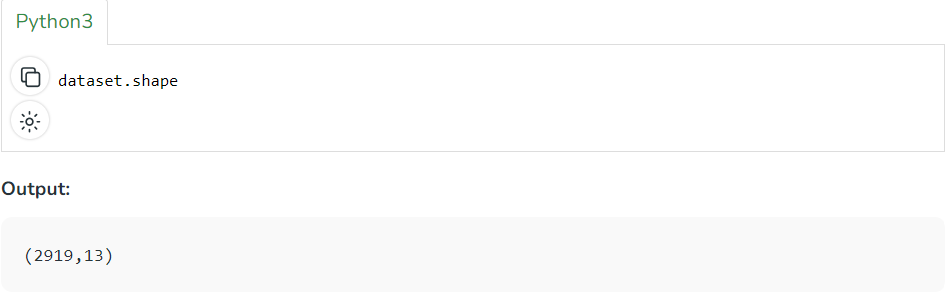 Python3
dataset.shape
Output:
(2919,13)